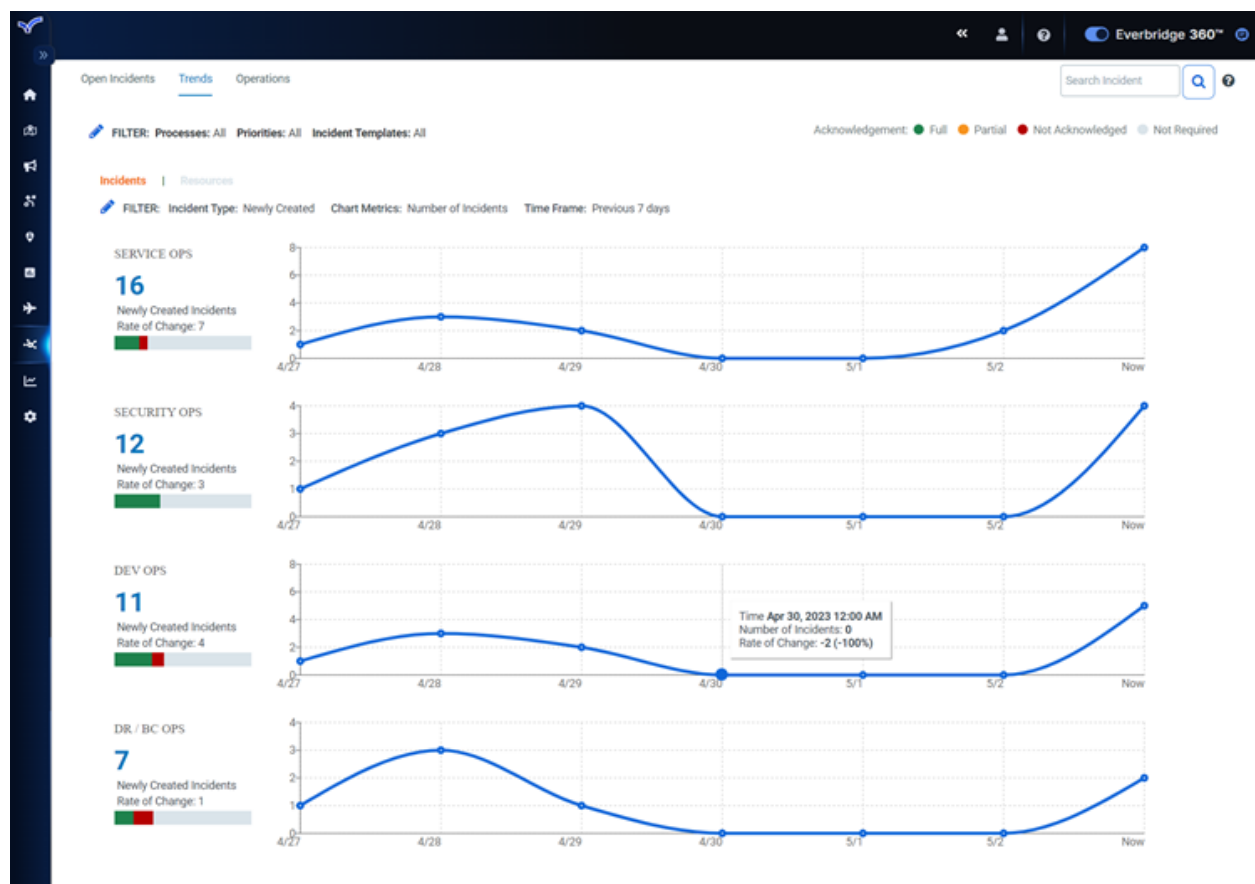 Everbridge 360™
Open Incidents Trends Operations
Search Incident
FILTER: Processes: All Priorities: All Incident Templates: All
Acknowledgement: Full Partial Not Acknowledged Not Required
Incidents | Resources
FILTER: Incident Type: Newly Created Chart Metrics: Number of Incidents Time Frame: Previous 7 days
SERVICE OPS
16
Newly Created Incidents
Rate of Change: 7
8
6
4
2
0
4/27 4/28 4/29 4/30 5/1 5/2 Now
SECURITY OPS
12
Newly Created Incidents
Rate of Change: 3
4
3
2
1
0
4/27 4/28 4/29 4/30 5/1 5/2 Now
DEV OPS
11
Newly Created Incidents
Rate of Change: 4
8
6
4
2
0
Time Apr 30, 2023 12:00 AM
Number of Incidents: 0
Rate of Change: -2 (-100%)
4/27 4/28 4/29 4/30 5/1 5/2 Now
DR / BC OPS
7
Newly Created Incidents
Rate of Change: 1
4
3
2
1
0
4/27 4/28 4/29 4/30 5/1 5/2 Now